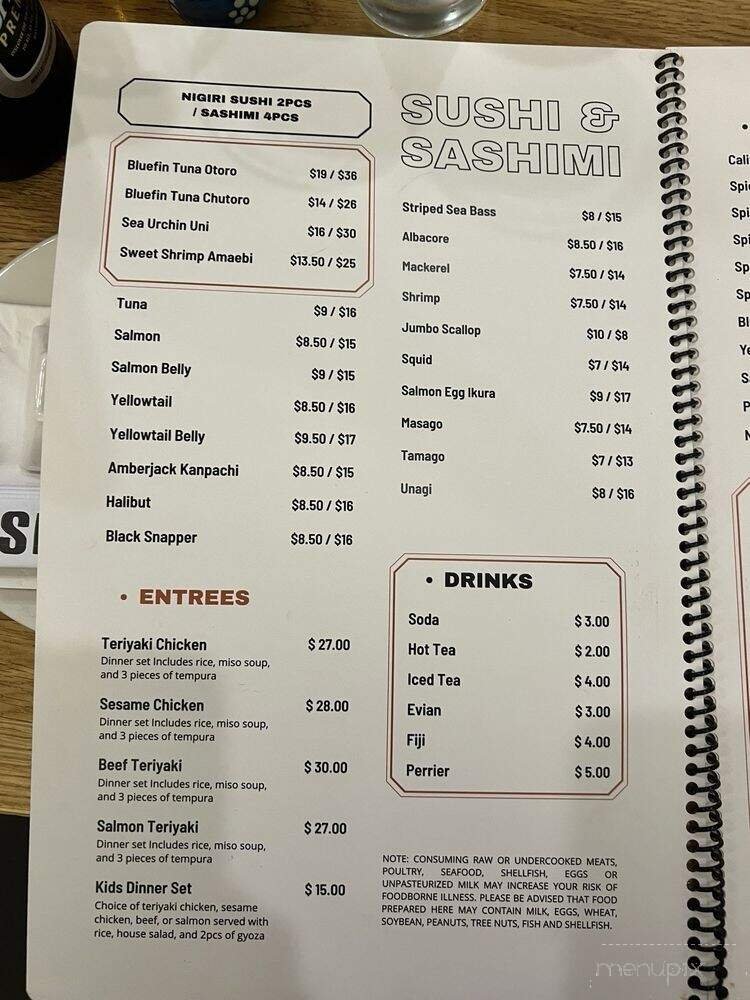 NIGIRI SUSHI 2PCS
/ SASHIMI 4PCS
Bluefin Tuna Otoro $19 / $36
Bluefin Tuna Chutoro $14 / $26
Sea Urchin Uni $16 / $30
Sweet Shrimp Amaebi $13.50 / $25
Tuna $9 / $16
Salmon $8.50 / $15
Salmon Belly $9 / $15
Yellowtail $8.50 / $16
Yellowtail Belly $9.50 / $17
Amberjack Kanpachi $8.50 / $15
Halibut $8.50 / $16
Black Snapper $8.50 / $16
• ENTREES
Teriyaki Chicken $ 27.00
Dinner set Includes rice, miso soup,
and 3 pieces of tempura
Sesame Chicken $ 28.00
Dinner set Includes rice, miso soup,
and 3 pieces of tempura
Beef Teriyaki $ 30.00
Dinner set Includes rice, miso soup,
and 3 pieces of tempura
Salmon Teriyaki $ 27.00
Dinner set Includes rice, miso soup,
and 3 pieces of tempura
Kids Dinner Set $ 15.00
Choice of teriyaki chicken, sesame
chicken, beef, or salmon served with
rice, house salad, and 2pcs of gyoza
SUSHI &
SASHIMI
Striped Sea Bass $8 / $15
Albacore $8.50 / $16
Mackerel $7.50 / $14
Shrimp $7.50 / $14
Jumbo Scallop $10 / $8
Squid $7 / $14
Salmon Egg Ikura $9 / $17
Masago $7.50 / $14
Tamago $7 / $13
Unagi $8 / $16
• DRINKS
Soda $ 3.00
Hot Tea $ 2.00
Iced Tea $ 4.00
Evian $ 3.00
Fiji $ 4.00
Perrier $ 5.00
NOTE: CONSUMING RAW OR UNDERCOOKED MEATS,
POULTRY, SEAFOOD, SHELLFISH, EGGS OR
UNPASTEURIZED MILK MAY INCREASE YOUR RISK OF
FOODBORNE ILLNESS. PLEASE BE ADVISED THAT FOOD
PREPARED HERE MAY CONTAIN MILK, EGGS, WHEAT,
SOYBEAN, PEANUTS, TREE NUTS, FISH AND SHELLFISH.
menupix